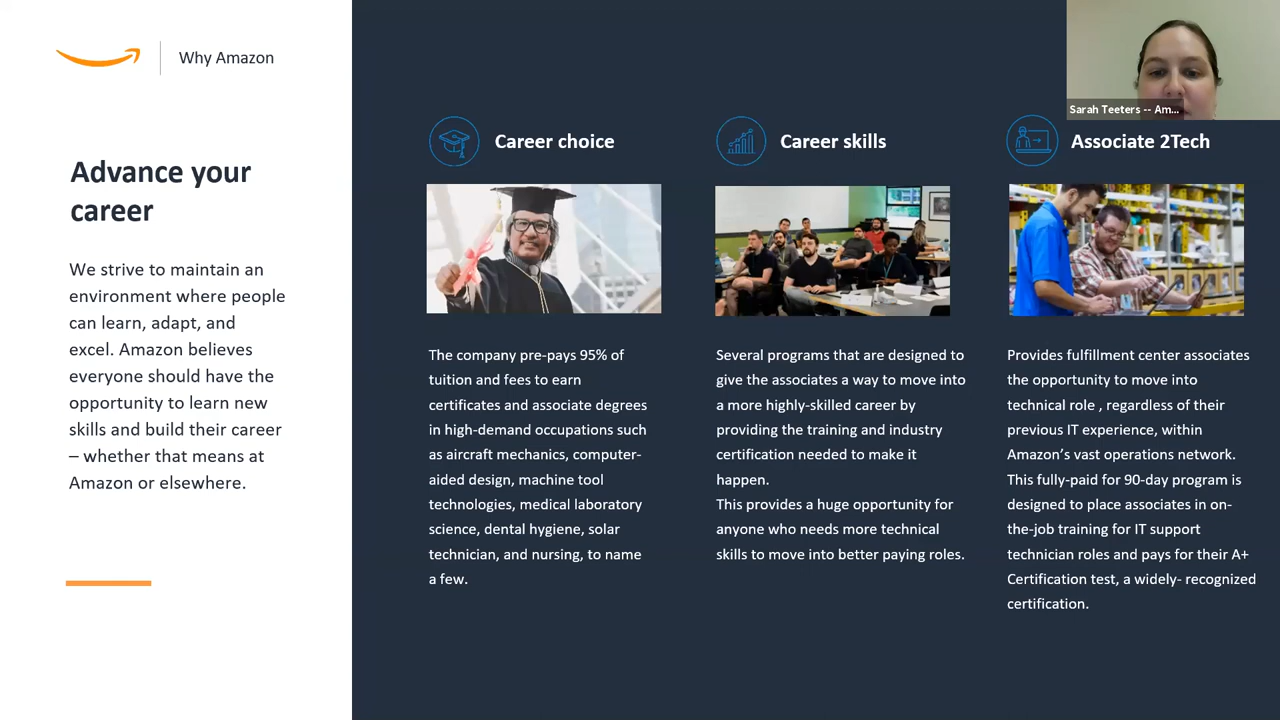 Why Amazon
Advance your
career
We strive to maintain an
environment where people
can learn, adapt, and
excel. Amazon believes
everyone should have the
opportunity to learn new
skills and build their career
– whether that means at
Amazon or elsewhere.
Career choice
The company pre-pays 95% of
tuition and fees to earn
certificates and associate degrees
in high-demand occupations such
as aircraft mechanics, computer-
aided design, machine tool
technologies, medical laboratory
science, dental hygiene, solar
technician, and nursing, to name
a few.
Career skills
Several programs that are designed to
give the associates a way to move into
a more highly-skilled career by
providing the training and industry
certification needed to make it
happen.
This provides a huge opportunity for
anyone who needs more technical
skills to move into better paying roles.
Associate 2Tech
Provides fulfillment center associates
the opportunity to move into
technical role , regardless of their
previous IT experience, within
Amazon’s vast operations network.
This fully-paid for 90-day program is
designed to place associates in on-
the-job training for IT support
technician roles and pays for their A+
Certification test, a widely- recognized
certification.
Sarah Teeters -- Am...